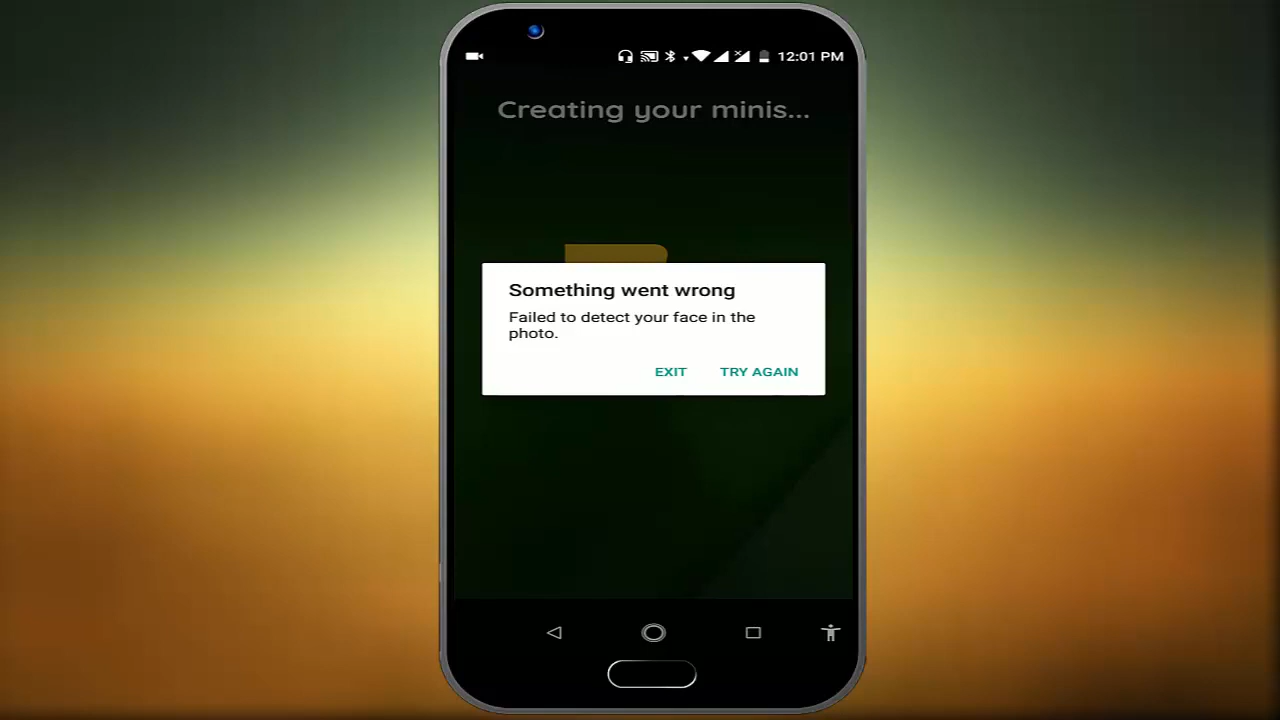 12:01 PM
Creating your minis...
Something went wrong
Failed to detect your face in the
photo.
EXIT TRY AGAIN